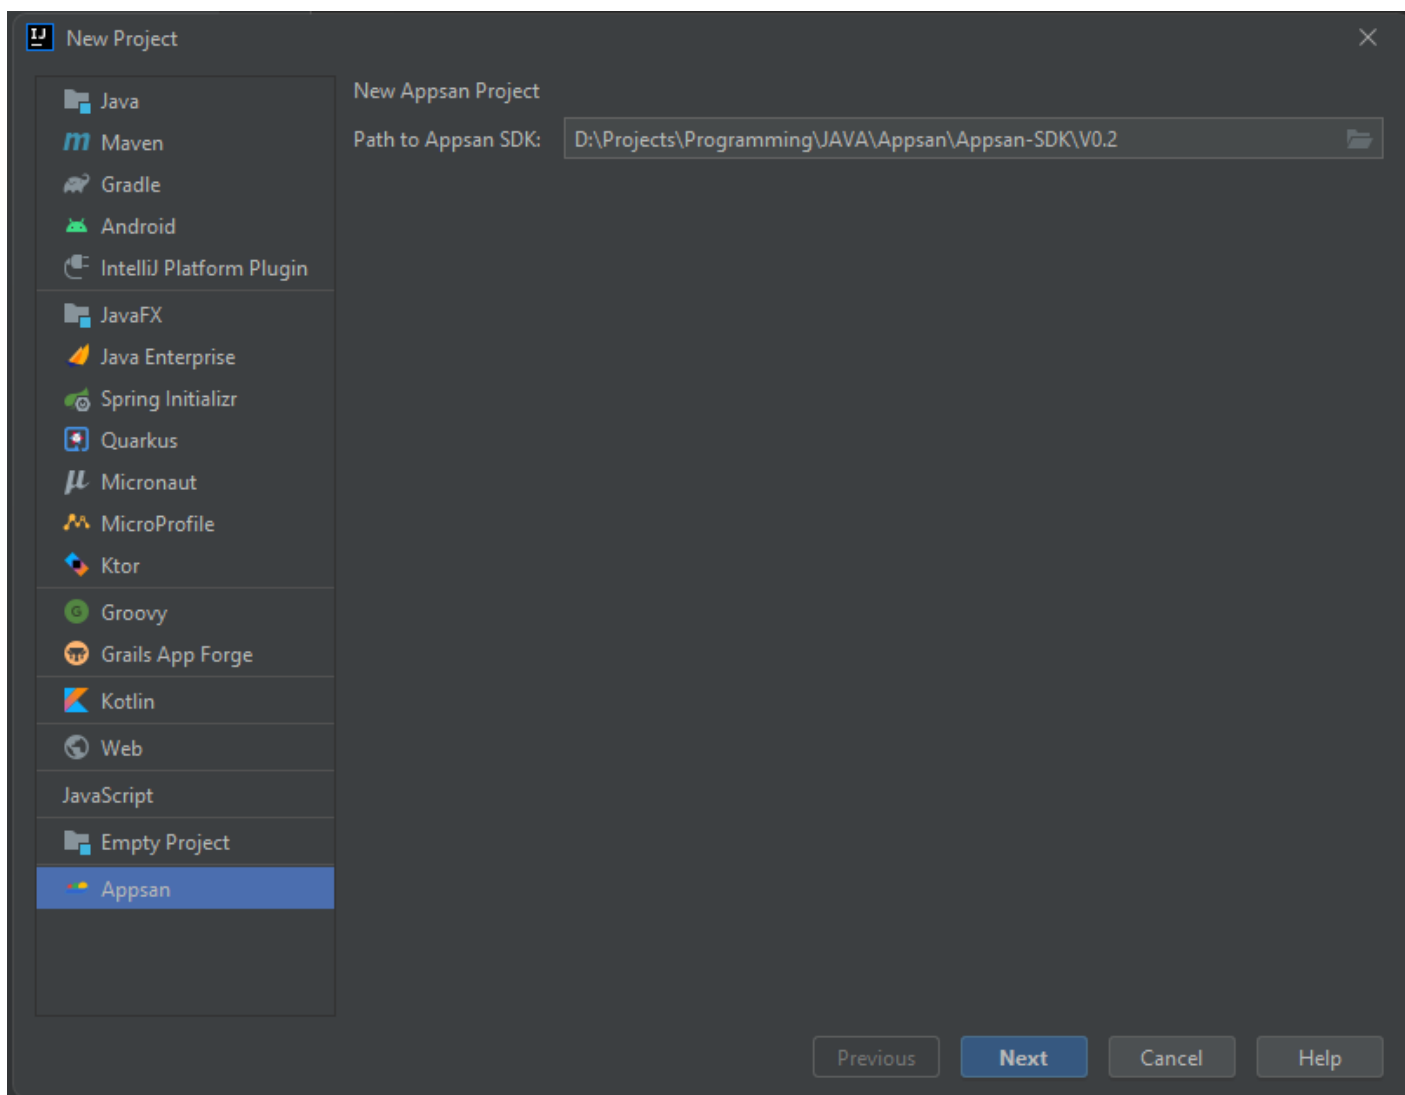 IJ
New Project
Java
Maven
Gradle
Android
IntelliJ Platform Plugin
JavaFX
Java Enterprise
Spring Initializr
Quarkus
Micronaut
MicroProfile
Ktor
Groovy
Grails App Forge
Kotlin
Web
JavaScript
Empty Project
Appsan
New Appsan Project
Path to Appsan SDK: D:\Projects\Programming\JAVA\Appsan\Appsan-SDK\V0.2
Previous Next Cancel Help